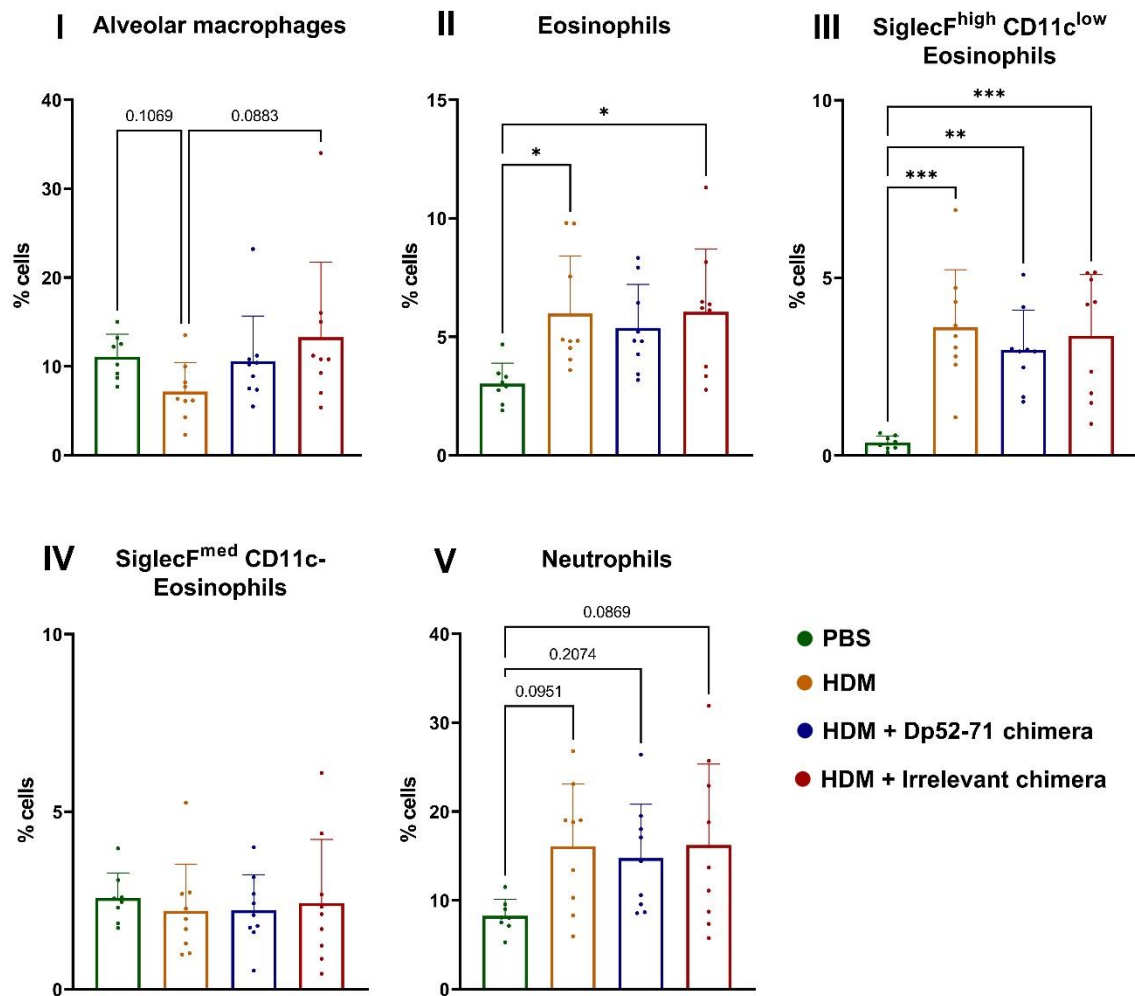 I Alveolar macrophages
% cells
40
30
20
10
0
0.1069
0.0883
II Eosinophils
% cells
15
10
5
0
*
*
III SiglecF^high CD11c^low
Eosinophils
% cells
10
5
0
***
**
***
IV SiglecF^med CD11c-
Eosinophils
% cells
10
5
0
V Neutrophils
% cells
40
30
20
10
0
0.0869
0.2074
0.0951
PBS
HDM
HDM + Dp52-71 chimera
HDM + Irrelevant chimera